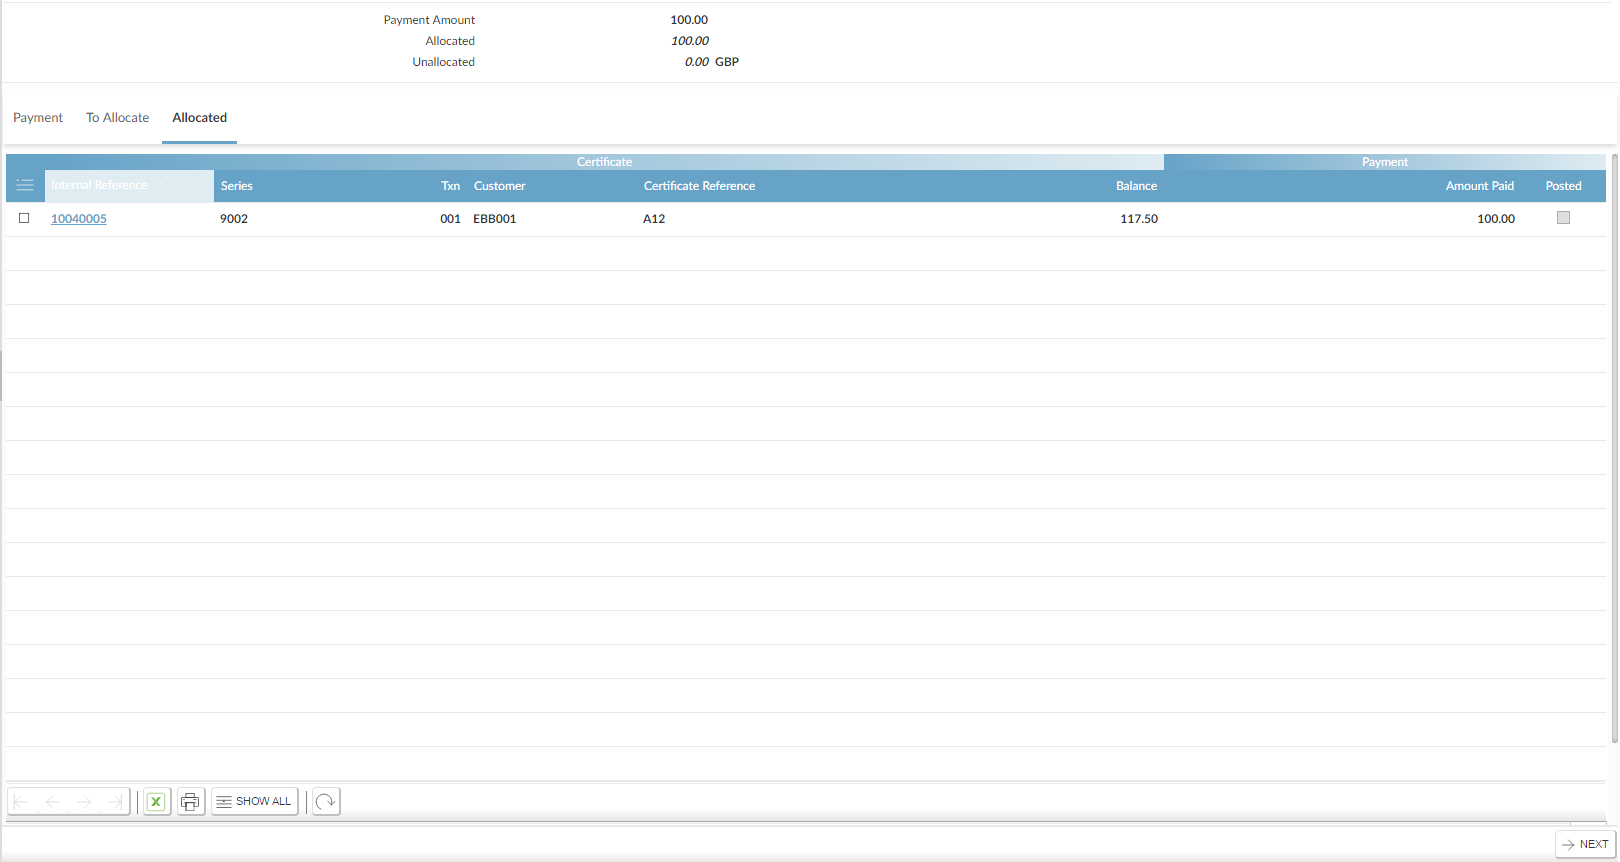 Payment Amount 100.00
Allocated 100.00
Unallocated 0.00 GBP
Payment To Allocate Allocated
Certificate Payment
Internal Reference Series Txn Customer Certificate Reference Balance Amount Paid Posted
10040005 9002 001 EBB001 A12 117.50 100.00
SHOW ALL
NEXT